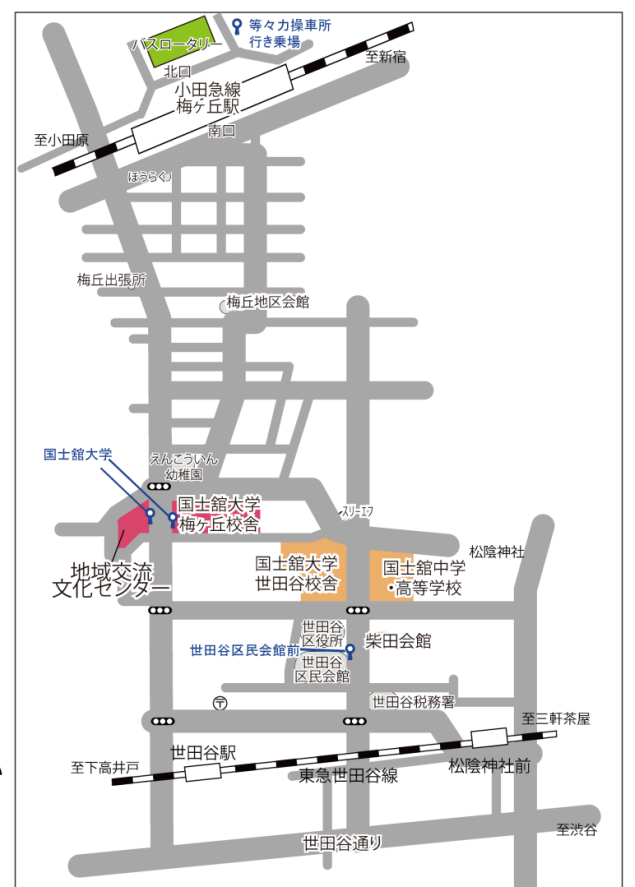 等々力操車所
行き乗場
バスロータリー
至新宿
北口
小田急線
梅ヶ丘駅
南口
至小田原
ほうらく
梅丘出張所
梅丘地区会館
国士舘大学
えんこういん
幼稚園
国士舘大学
梅ヶ丘校舎
スリーエフ
松陰神社
地域交流
文化センター
国士舘大学
世田谷校舎
国士舘中学
・高等学校
世田谷
区役所
柴田会館
世田谷区民会館前
世田谷
区民会館
〒
世田谷税務署
至三軒茶屋
世田谷駅
至下高井戸
東急世田谷線
松陰神社前
至渋谷
世田谷通り